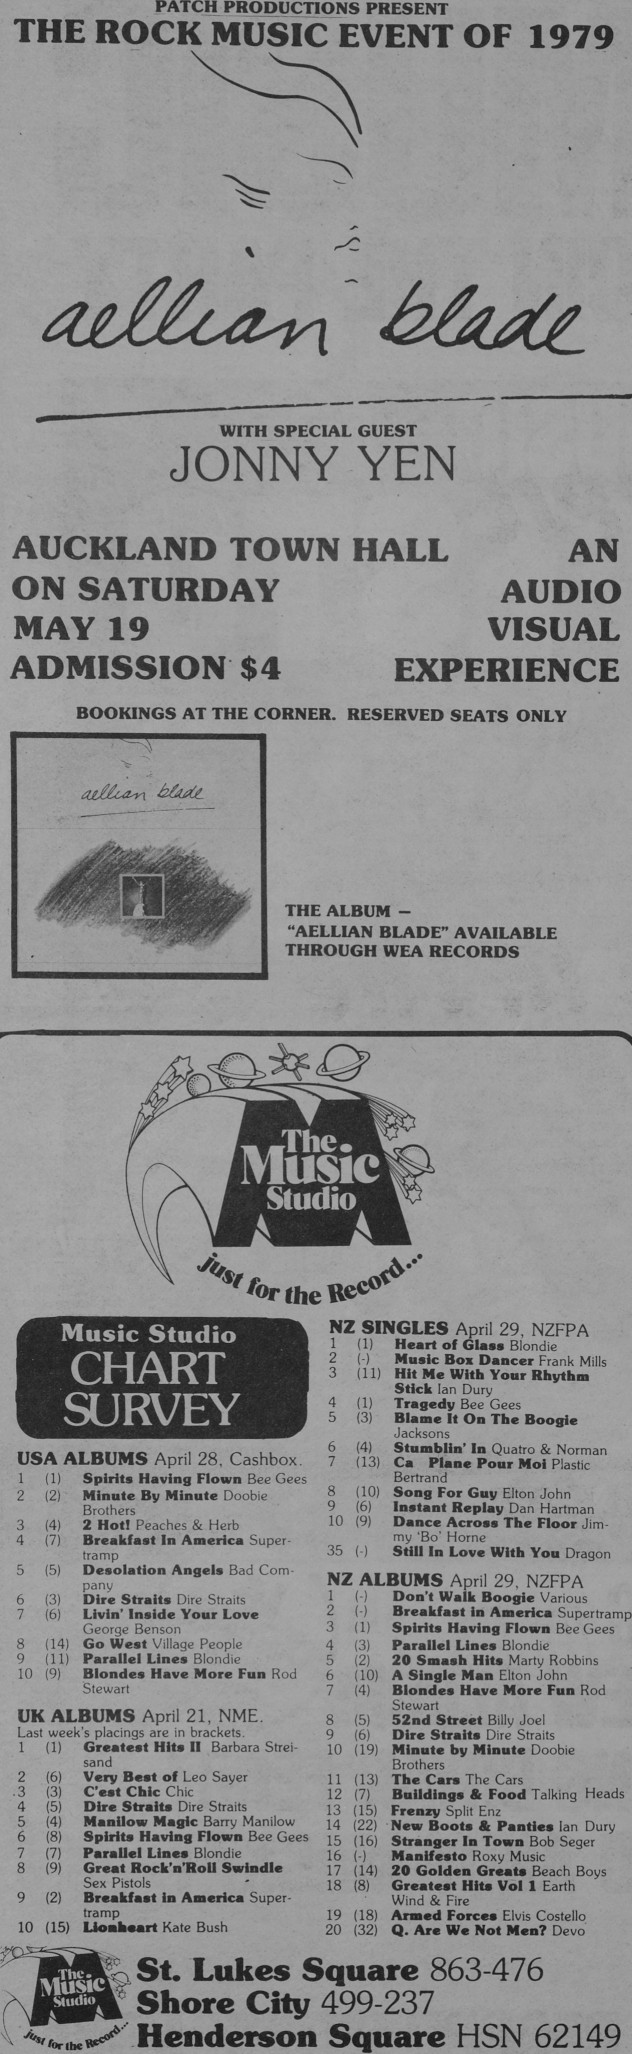 PATCH PRODUCTIONS PRESENT
THE ROCK MUSIC EVENT OF 1979
aellian blade
WITH SPECIAL GUEST
JONNY YEN
AUCKLAND TOWN HALL
ON SATURDAY
MAY 19
ADMISSION $4
AN
AUDIO
VISUAL
EXPERIENCE
BOOKINGS AT THE CORNER. RESERVED SEATS ONLY
aellian blade
THE ALBUM —
"AELLIAN BLADE" AVAILABLE
THROUGH WEA RECORDS
The
Music
Studio
just for the Record...
Music Studio
CHART
SURVEY
USA ALBUMS April 28, Cashbox.
1 (1) Spirits Having Flown Bee Gees
2 (2) Minute By Minute Doobie
Brothers
3 (4) 2 Hot! Peaches & Herb
4 (7) Breakfast In America Super-
tramp
5 (5) Desolation Angels Bad Com-
pany
6 (3) Dire Straits Dire Straits
7 (6) Livin' Inside Your Love
George Benson
8 (14) Go West Village People
9 (11) Parallel Lines Blondie
10 (9) Blondes Have More Fun Rod
Stewart
UK ALBUMS April 21, NME.
Last week's placings are in brackets.
1 (1) Greatest Hits II Barbara Strei-
sand
2 (6) Very Best of Leo Sayer
3 (3) C'est Chic Chic
4 (5) Dire Straits Dire Straits
5 (4) Manilow Magic Barry Manilow
6 (8) Spirits Having Flown Bee Gees
7 (7) Parallel Lines Blondie
8 (9) Great Rock'n'Roll Swindle
Sex Pistols
9 (2) Breakfast in America Super-
tramp
10 (15) Lionheart Kate Bush
NZ SINGLES April 29, NZFPA
1 (1) Heart of Glass Blondie
2 (-) Music Box Dancer Frank Mills
3 (11) Hit Me With Your Rhythm
Stick Ian Dury
4 (1) Tragedy Bee Gees
5 (3) Blame It On The Boogie
Jacksons
6 (4) Stumblin' In Quatro & Norman
7 (13) Ca Plane Pour Moi Plastic
Bertrand
8 (10) Song For Guy Elton John
9 (6) Instant Replay Dan Hartman
10 (9) Dance Across The Floor Jim-
my 'Bo' Horne
35 (-) Still In Love With You Dragon
NZ ALBUMS April 29, NZFPA
1 (-) Don't Walk Boogie Various
2 (-) Breakfast in America Supertramp
3 (1) Spirits Having Flown Bee Gees
4 (3) Parallel Lines Blondie
5 (2) 20 Smash Hits Marty Robbins
6 (10) A Single Man Elton John
7 (4) Blondes Have More Fun Rod
Stewart
8 (5) 52nd Street Billy Joel
9 (6) Dire Straits Dire Straits
10 (19) Minute by Minute Doobie
Brothers
11 (13) The Cars The Cars
12 (7) Buildings & Food Talking Heads
13 (15) Frenzy Split Enz
14 (22) New Boots & Panties Ian Dury
15 (16) Stranger In Town Bob Seger
16 (-) Manifesto Roxy Music
17 (14) 20 Golden Greats Beach Boys
18 (8) Greatest Hits Vol 1 Earth
Wind & Fire
19 (18) Armed Forces Elvis Costello
20 (32) Q. Are We Not Men? Devo
The
Music
Studio
just for the Record...
St. Lukes Square 863-476
Shore City 499-237
Henderson Square HSN 62149